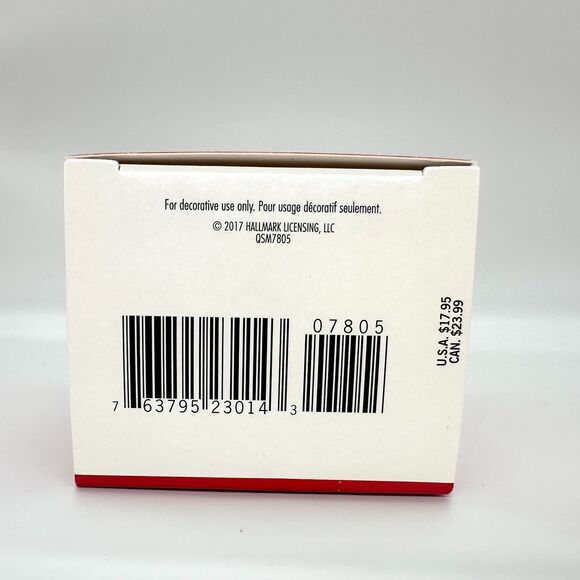 For decorative use only. Pour usage décoratif seulement.
© 2017 HALLMARK LICENSING, LLC
QSM7805
U.S.A. $17.95
CAN. $23.99
07805
7 63795 23014 3